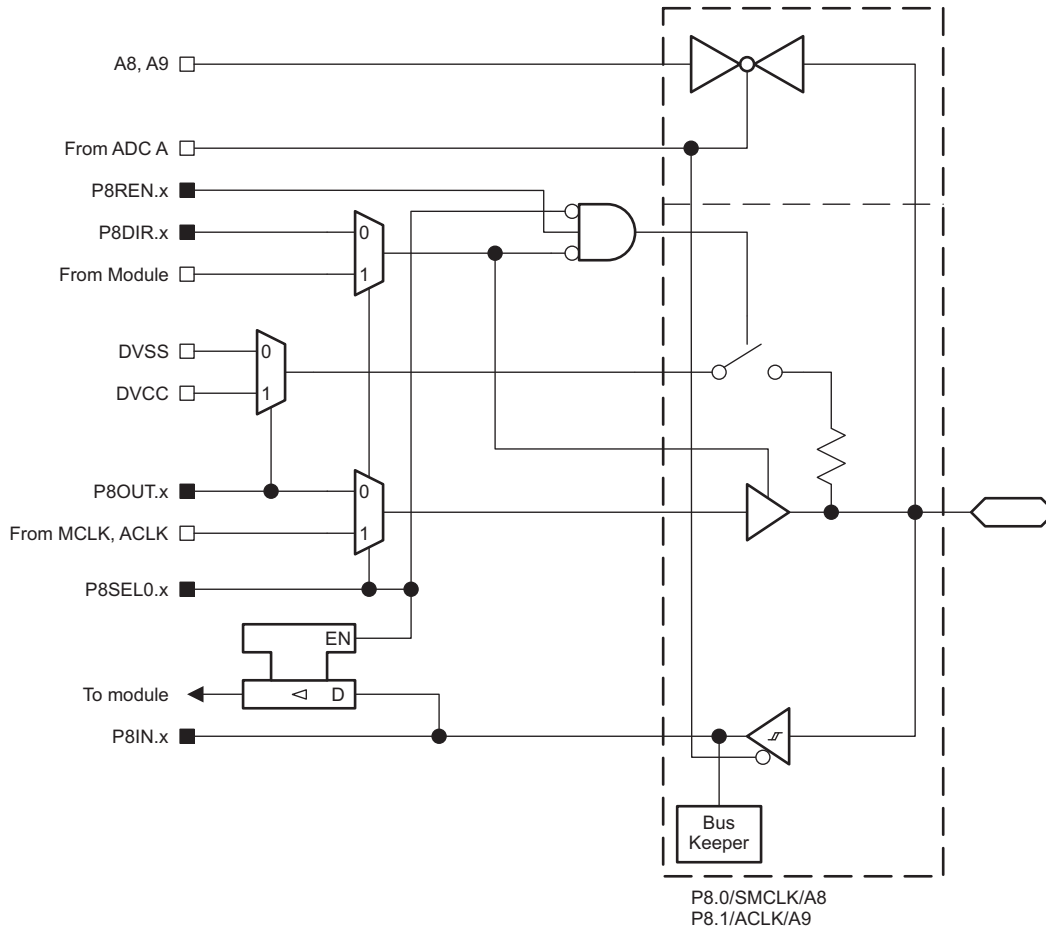 A8, A9
From ADC A
P8REN.x
P8DIR.x
0
From Module
1
DVSS
0
DVCC
1
P8OUT.x
0
From MCLK, ACLK
1
P8SEL0.x
EN
To module
D
P8IN.x
Bus
Keeper
P8.0/SMCLK/A8
P8.1/ACLK/A9